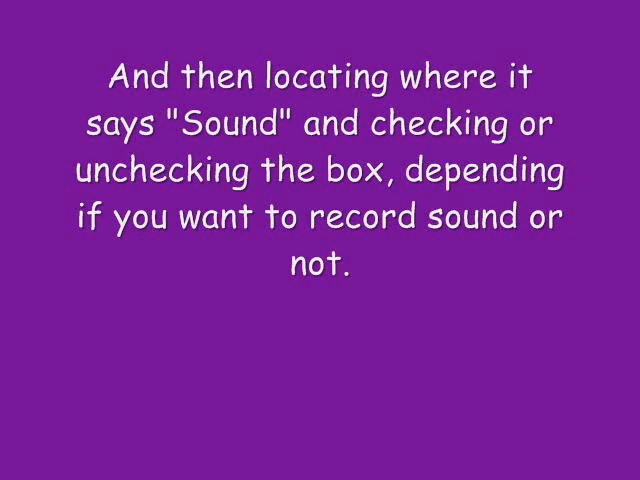 And then locating where it
says "Sound" and checking or
unchecking the box, depending
if you want to record sound or
not.